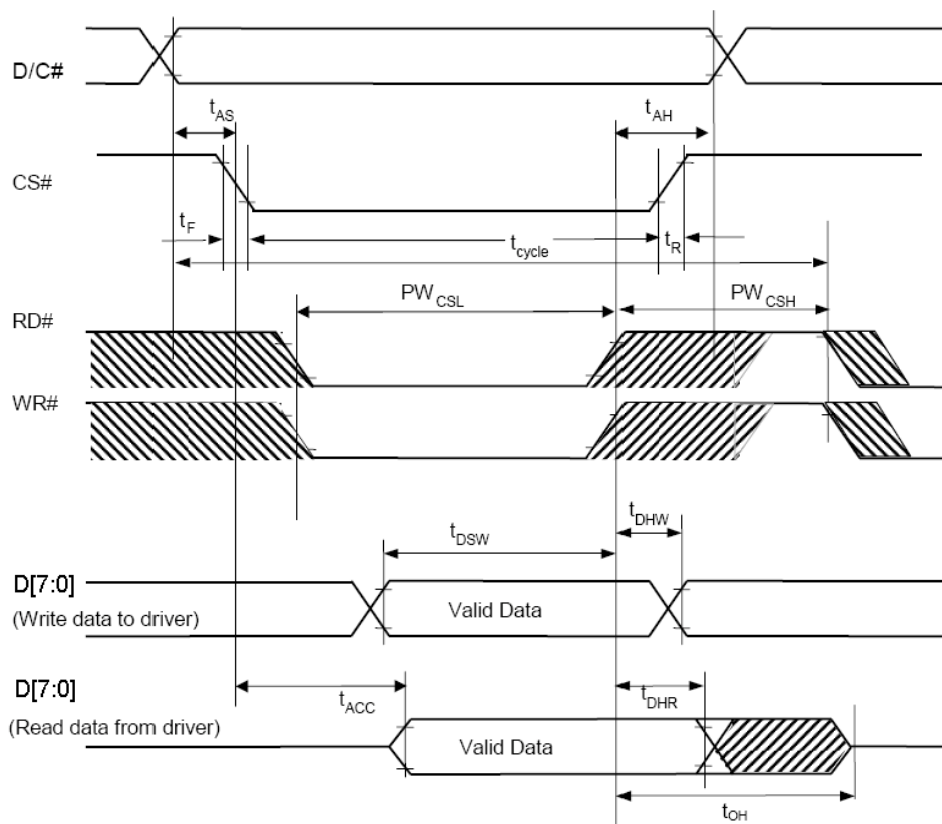 D/C#
tAS
tAH
CS#
tF
tcycle
tR
PWCSL
PWCSH
RD#
WR#
tDSW
tDHW
D[7:0]
(Write data to driver)
Valid Data
D[7:0]
(Read data from driver)
tACC
tDHR
Valid Data
tOH